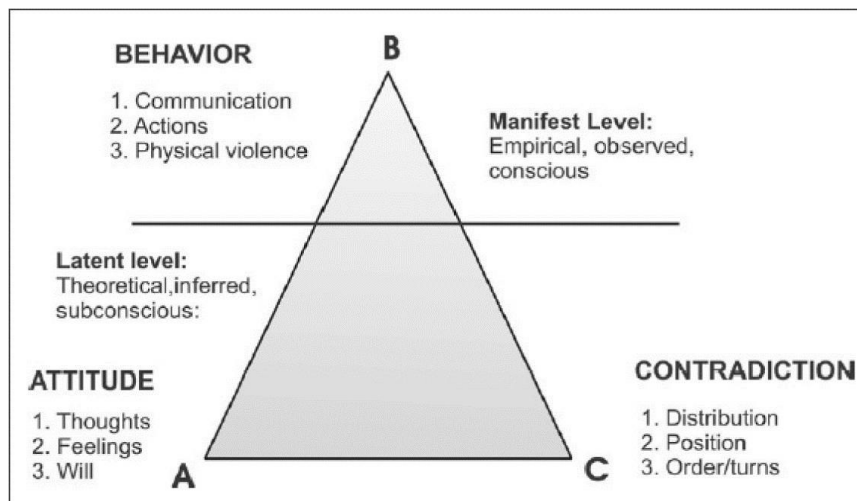 BEHAVIOR
1. Communication
2. Actions
3. Physical violence
B
Manifest Level:
Empirical, observed,
conscious
Latent level:
Theoretical,inferred,
subconscious:
ATTITUDE
1. Thoughts
2. Feelings
3. Will
A
C
CONTRADICTION
1. Distribution
2. Position
3. Order/turns